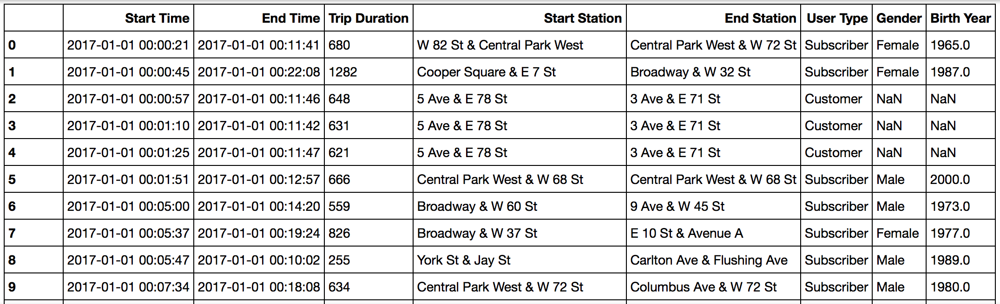 Start Time End Time Trip Duration Start Station End Station User Type Gender Birth Year
0 2017-01-01 00:00:21 2017-01-01 00:11:41 680 W 82 St & Central Park West Central Park West & W 72 St Subscriber Female 1965.0
1 2017-01-01 00:00:45 2017-01-01 00:22:08 1282 Cooper Square & E 7 St Broadway & W 32 St Subscriber Female 1987.0
2 2017-01-01 00:00:57 2017-01-01 00:11:46 648 5 Ave & E 78 St 3 Ave & E 71 St Customer NaN NaN
3 2017-01-01 00:01:10 2017-01-01 00:11:42 631 5 Ave & E 78 St 3 Ave & E 71 St Customer NaN NaN
4 2017-01-01 00:01:25 2017-01-01 00:11:47 621 5 Ave & E 78 St 3 Ave & E 71 St Customer NaN NaN
5 2017-01-01 00:01:51 2017-01-01 00:12:57 666 Central Park West & W 68 St Central Park West & W 68 St Subscriber Male 2000.0
6 2017-01-01 00:05:00 2017-01-01 00:14:20 559 Broadway & W 60 St 9 Ave & W 45 St Subscriber Male 1973.0
7 2017-01-01 00:05:37 2017-01-01 00:19:24 826 Broadway & W 37 St E 10 St & Avenue A Subscriber Female 1977.0
8 2017-01-01 00:05:47 2017-01-01 00:10:02 255 York St & Jay St Carlton Ave & Flushing Ave Subscriber Male 1989.0
9 2017-01-01 00:07:34 2017-01-01 00:18:08 634 Central Park West & W 72 St Columbus Ave & W 72 St Subscriber Male 1980.0